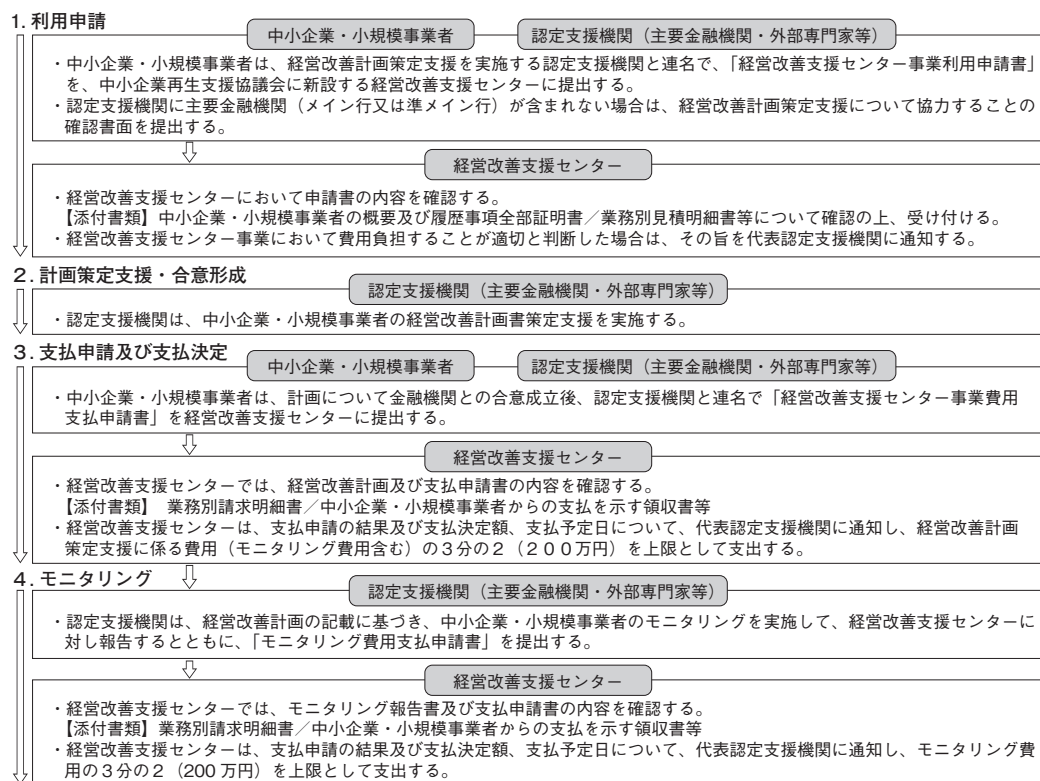 1. 利用申請
中小企業・小規模事業者
認定支援機関（主要金融機関・外部専門家等）
・中小企業・小規模事業者は、経営改善計画策定支援を実施する認定支援機関と連名で、「経営改善支援センター事業利用申請書」
を、中小企業再生支援協議会に新設する経営改善支援センターに提出する。
・認定支援機関に主要金融機関（メイン行又は準メイン行）が含まれない場合は、経営改善計画策定支援について協力することの
確認書面を提出する。
経営改善支援センター
・経営改善支援センターにおいて申請書の内容を確認する。
【添付書類】中小企業・小規模事業者の概要及び履歴事項全部証明書／業務別見積明細書等について確認の上、受け付ける。
・経営改善支援センター事業において費用負担することが適切と判断した場合は、その旨を代表認定支援機関に通知する。
2. 計画策定支援・合意形成
認定支援機関（主要金融機関・外部専門家等）
・認定支援機関は、中小企業・小規模事業者の経営改善計画書策定支援を実施する。
3. 支払申請及び支払決定
中小企業・小規模事業者
認定支援機関（主要金融機関・外部専門家等）
・中小企業・小規模事業者は、計画について金融機関との合意成立後、認定支援機関と連名で「経営改善支援センター事業費用
支払申請書」を経営改善支援センターに提出する。
経営改善支援センター
・経営改善支援センターでは、経営改善計画及び支払申請書の内容を確認する。
【添付書類】 業務別請求明細書／中小企業・小規模事業者からの支払を示す領収書等
・経営改善支援センターは、支払申請の結果及び支払決定額、支払予定日について、代表認定支援機関に通知し、経営改善計画
策定支援に係る費用（モニタリング費用含む）の３分の２（２００万円）を上限として支出する。
4. モニタリング
認定支援機関（主要金融機関・外部専門家等）
・認定支援機関は、経営改善計画の記載に基づき、中小企業・小規模事業者のモニタリングを実施して、経営改善支援センターに
対し報告するとともに、「モニタリング費用支払申請書」を提出する。
経営改善支援センター
・経営改善支援センターでは、モニタリング報告書及び支払申請書の内容を確認する。
【添付書類】業務別請求明細書／中小企業・小規模事業者からの支払を示す領収書等
・経営改善支援センターは、支払申請の結果及び支払決定額、支払予定日について、代表認定支援機関に通知し、モニタリング費
用の３分の２（200 万円）を上限として支出する。